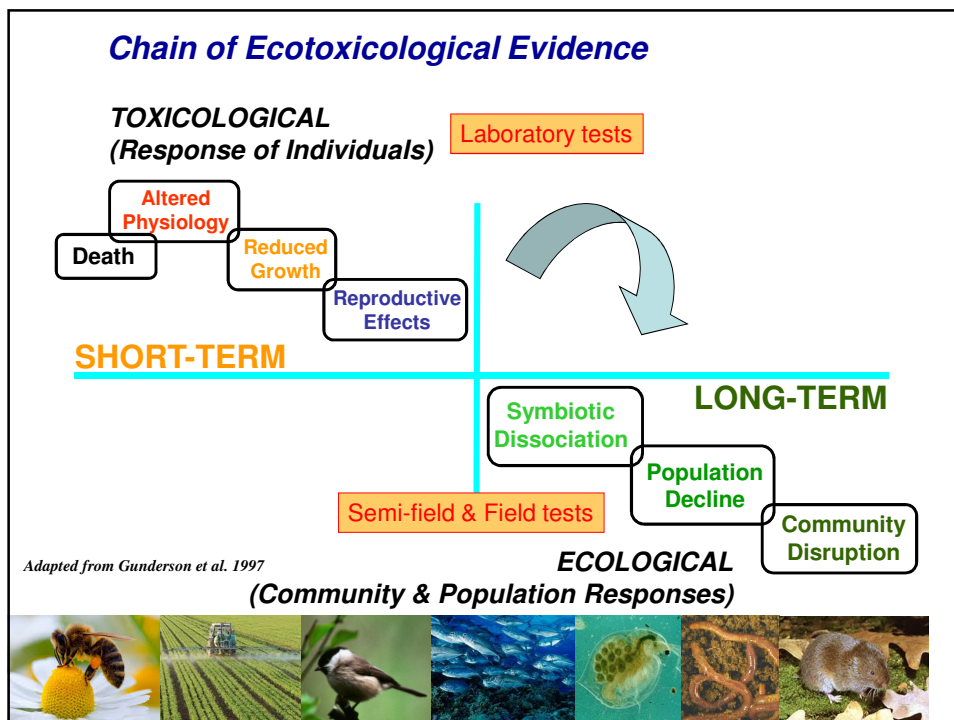 Chain of Ecotoxicological Evidence
TOXICOLOGICAL
(Response of Individuals)
Laboratory tests
Altered
Physiology
Death
Reduced
Growth
Reproductive
Effects
SHORT-TERM
LONG-TERM
Symbiotic
Dissociation
Population
Decline
Semi-field & Field tests
Community
Disruption
Adapted from Gunderson et al. 1997
ECOLOGICAL
(Community & Population Responses)